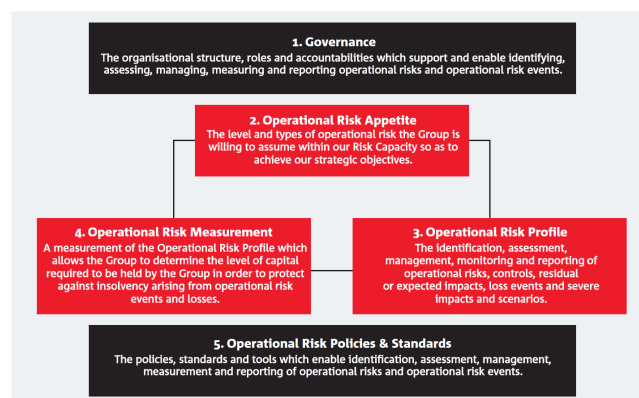 1. Governance
The organisational structure, roles and accountabilities which support and enable identifying,
assessing, managing, measuring and reporting operational risks and operational risk events.
2. Operational Risk Appetite
The level and types of operational risk the Group is
willing to assume within our Risk Capacity so as to
achieve our strategic objectives.
4. Operational Risk Measurement
A measurement of the Operational Risk Profile which
allows the Group to determine the level of capital
required to be held by the Group in order to protect
against insolvency arising from operational risk
events and losses.
3. Operational Risk Profile
The identification, assessment,
management, monitoring and reporting of
operational risks, controls, residual
or expected impacts, loss events and severe
impacts and scenarios.
5. Operational Risk Policies & Standards
The policies, standards and tools which enable identification, assessment, management,
measurement and reporting of operational risks and operational risk events.